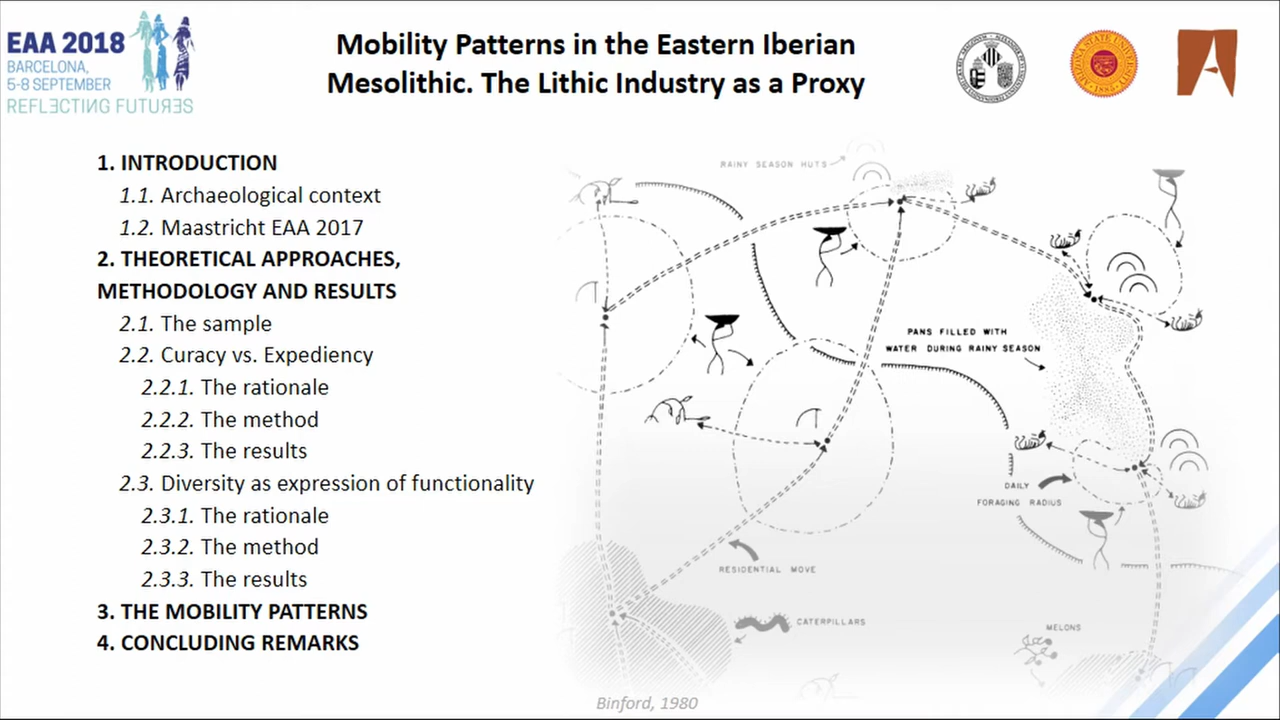 EAA 2018
BARCELONA,
5-8 SEPTEMBER
REFLECTING FUTURES
Mobility Patterns in the Eastern Iberian
Mesolithic. The Lithic Industry as a Proxy
1. INTRODUCTION
1.1. Archaeological context
1.2. Maastricht EAA 2017
2. THEORETICAL APPROACHES,
METHODOLOGY AND RESULTS
2.1. The sample
2.2. Curacy vs. Expediency
2.2.1. The rationale
2.2.2. The method
2.2.3. The results
2.3. Diversity as expression of functionality
2.3.1. The rationale
2.3.2. The method
2.3.3. The results
3. THE MOBILITY PATTERNS
4. CONCLUDING REMARKS
RAINY SEASON HUTS
PANS FILLED WITH
WATER DURING RAINY SEASON
DAILY
FORAGING RADIUS
RESIDENTIAL MOVE
CATERPILLARS
MELONS
Binford, 1980
ARIZONA STATE UNIVERSITY
1885